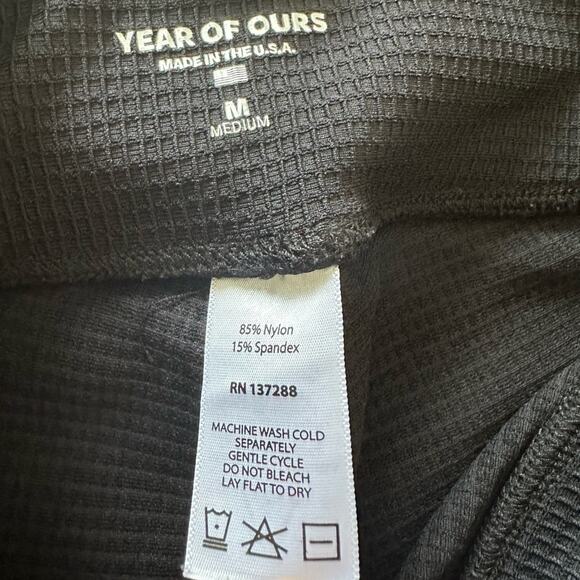 YEAR OF OURS
MADE IN THE U.S.A.
M
MEDIUM
85% Nylon
15% Spandex
RN 137288
MACHINE WASH COLD
SEPARATELY
GENTLE CYCLE
DO NOT BLEACH
LAY FLAT TO DRY